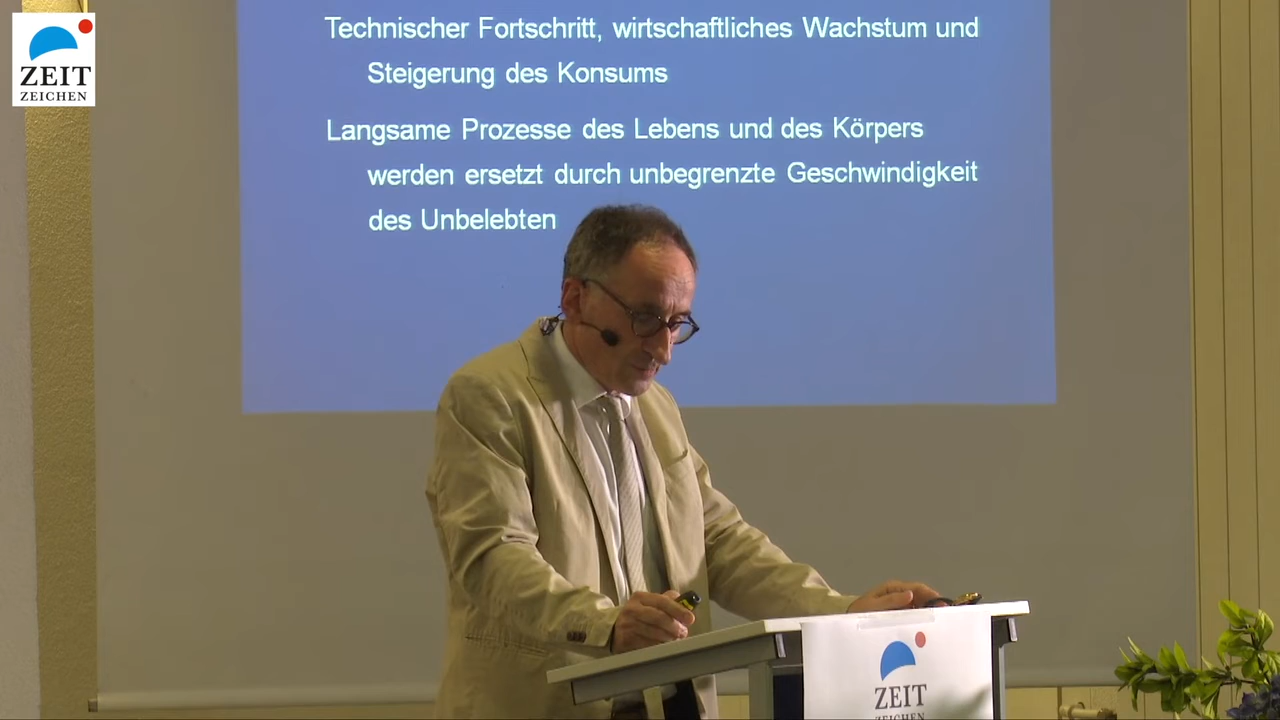 ZEIT
ZEICHEN
Technischer Fortschritt, wirtschaftliches Wachstum und
Steigerung des Konsums
Langsame Prozesse des Lebens und des Körpers
werden ersetzt durch unbegrenzte Geschwindigkeit
des Unbelebten
ZEIT
ZEICHEN